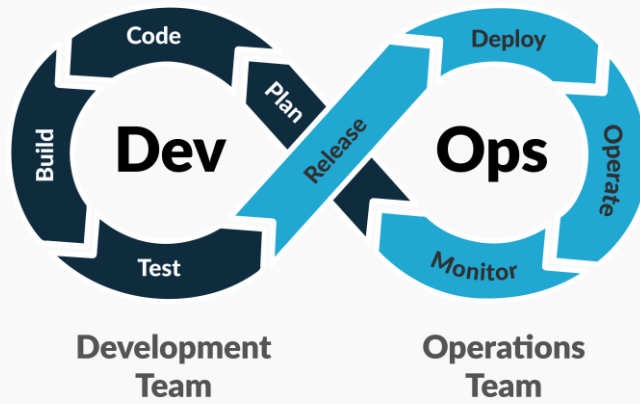 Code
Deploy
Plan
Build
Dev
Release
Ops
Operate
Test
Monitor
Development
Team
Operations
Team